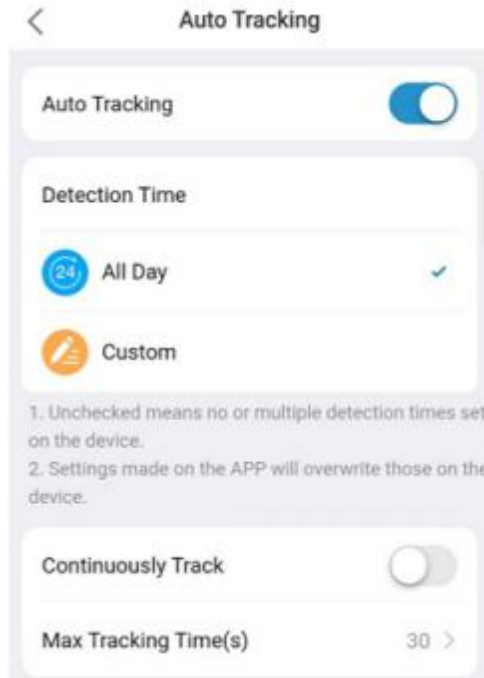 Auto Tracking
Auto Tracking
Detection Time
24
All Day
Custom
1. Unchecked means no or multiple detection times set
on the device.
2. Settings made on the APP will overwrite those on the
device.
Continuously Track
Max Tracking Time(s) 30